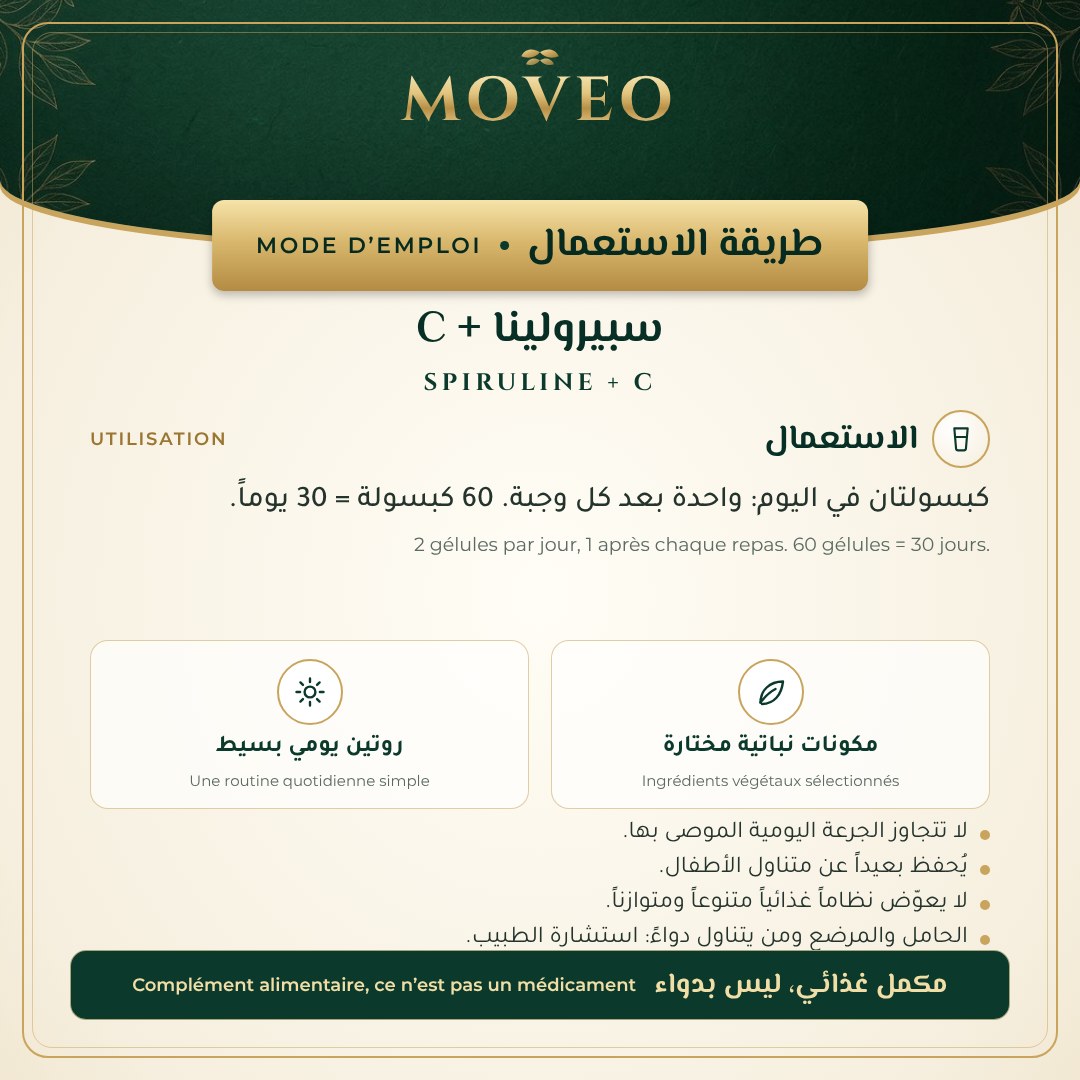 MOVEO
طريقة الاستعمال • MODE D’EMPLOI
سبيرولينا + C
SPIRULINE + C
الاستعمال
UTILISATION
كبسولتان في اليوم: واحدة بعد كل وجبة. 60 كبسولة = 30 يوماً.
2 gélules par jour, 1 après chaque repas. 60 gélules = 30 jours.
مكونات نباتية مختارة
Ingrédients végétaux sélectionnés
روتين يومي بسيط
Une routine quotidienne simple
لا تتجاوز الجرعة اليومية الموصى بها.
يُحفظ بعيداً عن متناول الأطفال.
لا يعوّض نظاماً غذائياً متنوعاً ومتوازناً.
الحامل والمرضع ومن يتناول دواءً: استشارة الطبيب.
مكمل غذائي، ليس بدواء Complément alimentaire, ce n’est pas un médicament